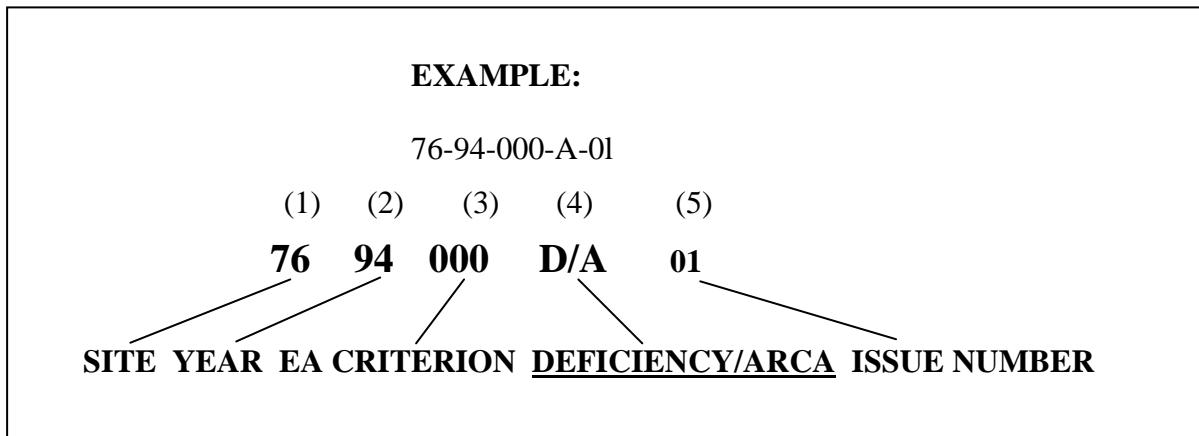 EXAMPLE:
76-94-000-A-0l
(1) (2) (3) (4) (5)
76 94 000 D/A 01
SITE YEAR EA CRITERION DEFICIENCY/ARCA ISSUE NUMBER